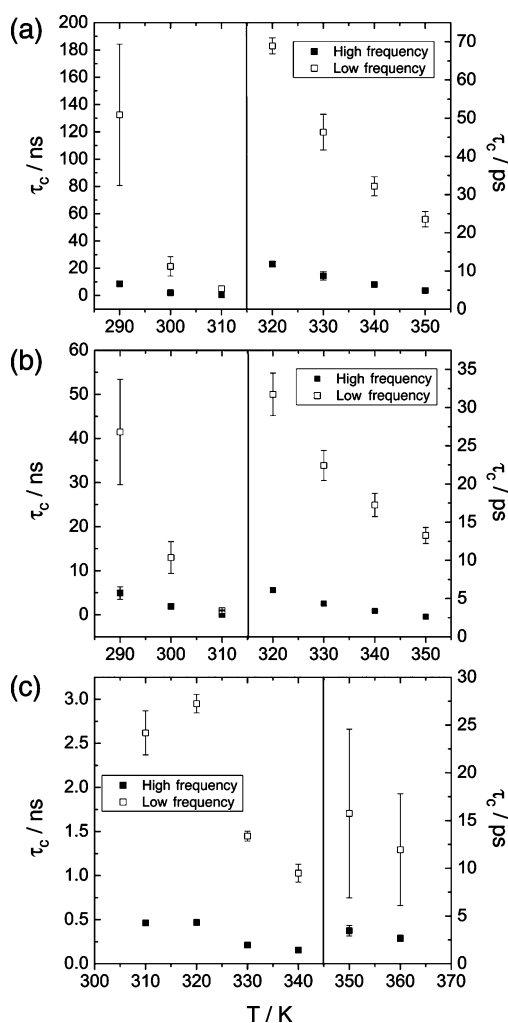 (a)
200
180
160
140
120
100
80
60
40
20
0
τc / ns
High frequency
Low frequency
70
60
50
40
30
20
10
0
τc / ps
290 300 310 320 330 340 350
(b)
60
50
40
30
20
10
0
τc / ns
High frequency
Low frequency
35
30
25
20
15
10
5
0
τc / ps
290 300 310 320 330 340 350
(c)
3.0
2.5
2.0
1.5
1.0
0.5
0.0
τc / ns
High frequency
Low frequency
30
25
20
15
10
5
0
τc / ps
300 310 320 330 340 350 360 370
T / K